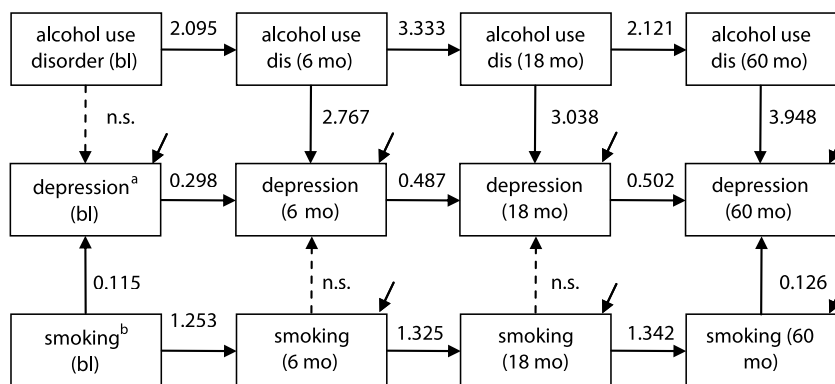 alcohol use
disorder (bl)
2.095
alcohol use
dis (6 mo)
3.333
alcohol use
dis (18 mo)
2.121
alcohol use
dis (60 mo)
n.s.
2.767
3.038
3.948
depressionᵃ
(bl)
0.298
depression
(6 mo)
0.487
depression
(18 mo)
0.502
depression
(60 mo)
0.115
n.s.
n.s.
0.126
smokingᵇ
(bl)
1.253
smoking
(6 mo)
1.325
smoking
(18 mo)
1.342
smoking (60
mo)